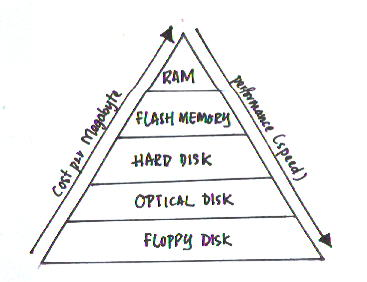 RAM
FLASH MEMORY
HARD DISK
OPTICAL DISK
FLOPPY DISK
Cost per Megabyte
performance (speed)